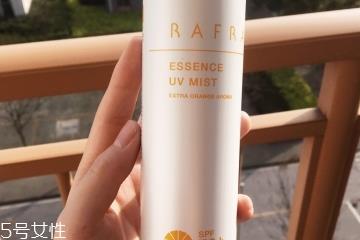 RAFRA
ESSENCE
UV MIST
EXTRA ORANGE AROMA
SPF
5号女性